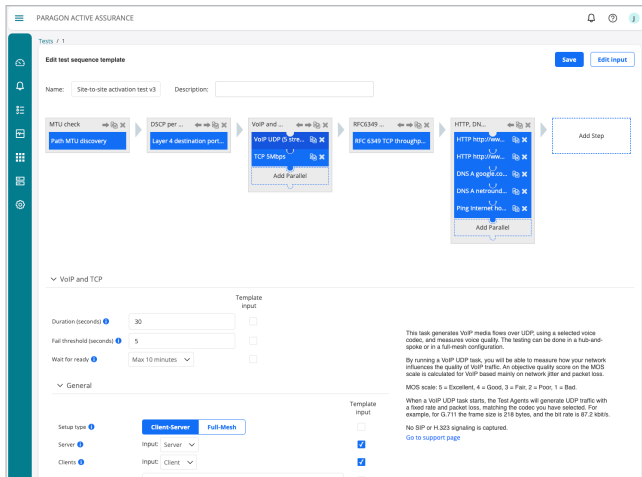 PARAGON ACTIVE ASSURANCE
J
Tests / 1
Edit test sequence template
Save
Edit input
Name:
Site-to-site activation test v3
Description:
MTU check
DSCP per ...
VoIP and ...
RFC6349 ...
HTTP, DN...
Path MTU discovery
Layer 4 destination port...
VoIP UDP (5 stre...
RFC 6349 TCP throughp...
HTTP http://ww...
Add Step
TCP 5Mbps
HTTP http://ww...
Add Parallel
DNS A google.co...
DNS A netround...
Ping Internet ho...
Add Parallel
VoIP and TCP
Template
input
Duration (seconds)
30
Fail threshold (seconds)
5
Wait for ready
Max 10 minutes
General
Template
input
Setup type
Client-Server
Full-Mesh
Server
Input:
Server
Clients
Input:
Client
This task generates VoIP media flows over UDP, using a selected voice
codec, and measures voice quality. The testing can be done in a hub-and-
spoke or in a full-mesh configuration.
By running a VoIP UDP task, you will be able to measure how your network
influences the quality of VoIP traffic. An objective quality score on the MOS
scale is calculated for VoIP based mainly on network jitter and packet loss.
MOS scale: 5 = Excellent, 4 = Good, 3 = Fair, 2 = Poor, 1 = Bad.
When a VoIP UDP task starts, the Test Agents will generate UDP traffic with
a fixed rate and packet loss, matching the codec you have selected. For
example, for G.711 the frame size is 218 bytes, and the bit rate is 87.2 kbit/s.
No SIP or H.323 signaling is captured.
Go to support page